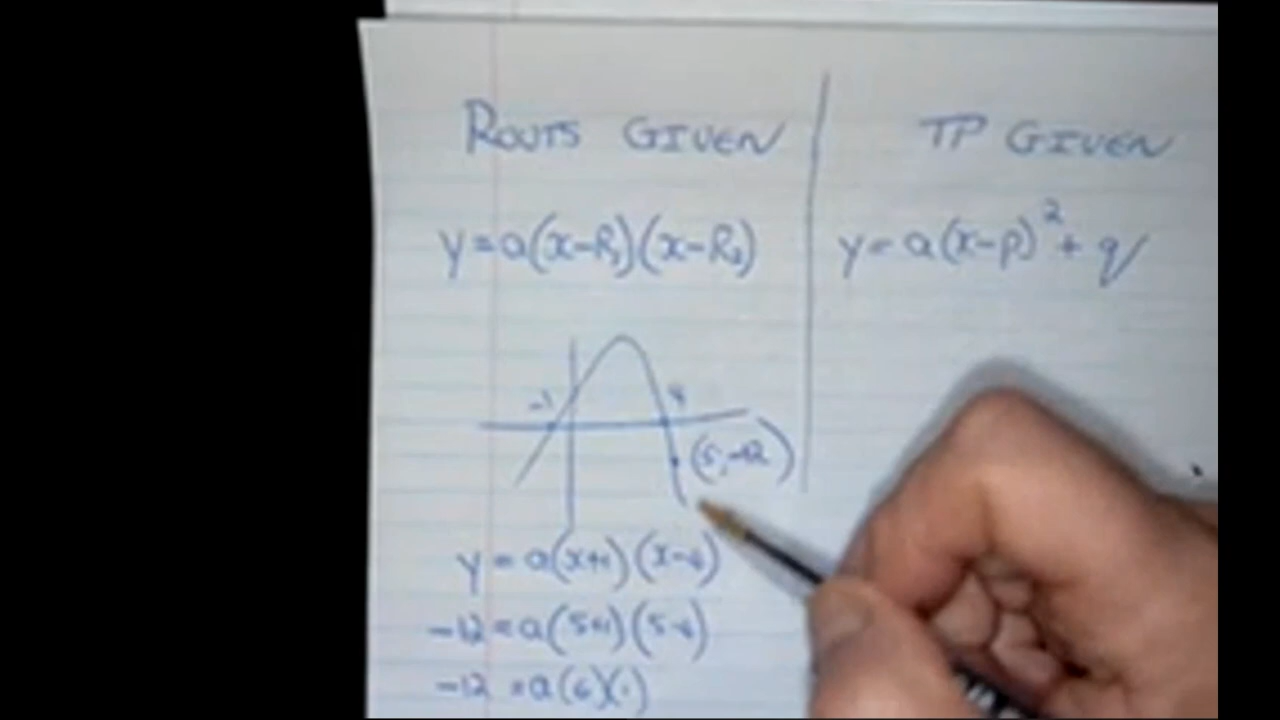 ROOTS GIVEN
y = a(x-R₁)(x-R₂)
-1 4
(5,-12)
y = a(x+1)(x-4)
-12 = a(5+1)(5-4)
-12 = a(6)(1)
TP GIVEN
y = a(x-p)² + q